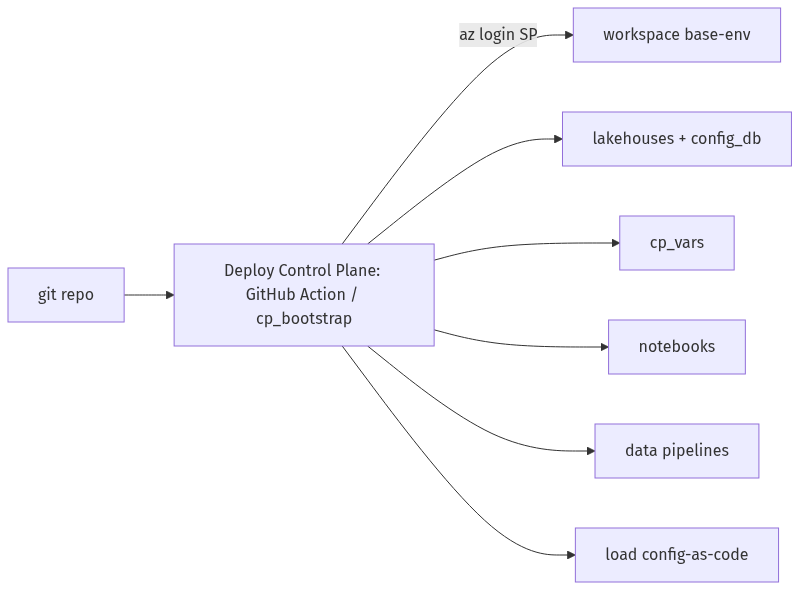 az login SP
workspace base-env
lakehouses + config_db
cp_vars
git repo
Deploy Control Plane:
GitHub Action /
cp_bootstrap
notebooks
data pipelines
load config-as-code